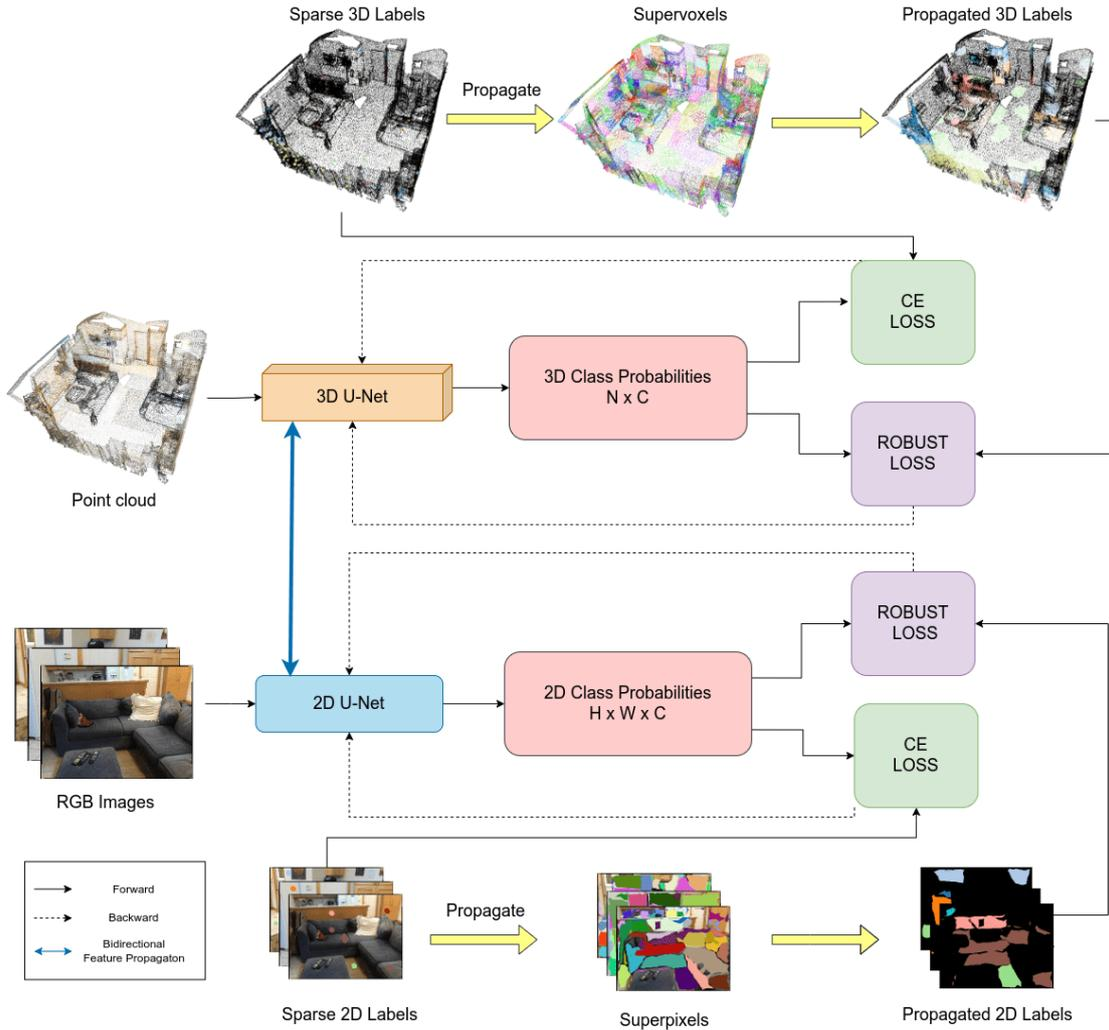 Sparse 3D Labels
Supervoxels
Propagated 3D Labels
Propagate
CE
LOSS
3D U-Net
3D Class Probabilities
N x C
ROBUST
LOSS
Point cloud
ROBUST
LOSS
2D U-Net
2D Class Probabilities
H x W x C
CE
LOSS
RGB Images
Forward
Backward
Bidirectional
Feature Propagaton
Propagate
Sparse 2D Labels
Superpixels
Propagated 2D Labels